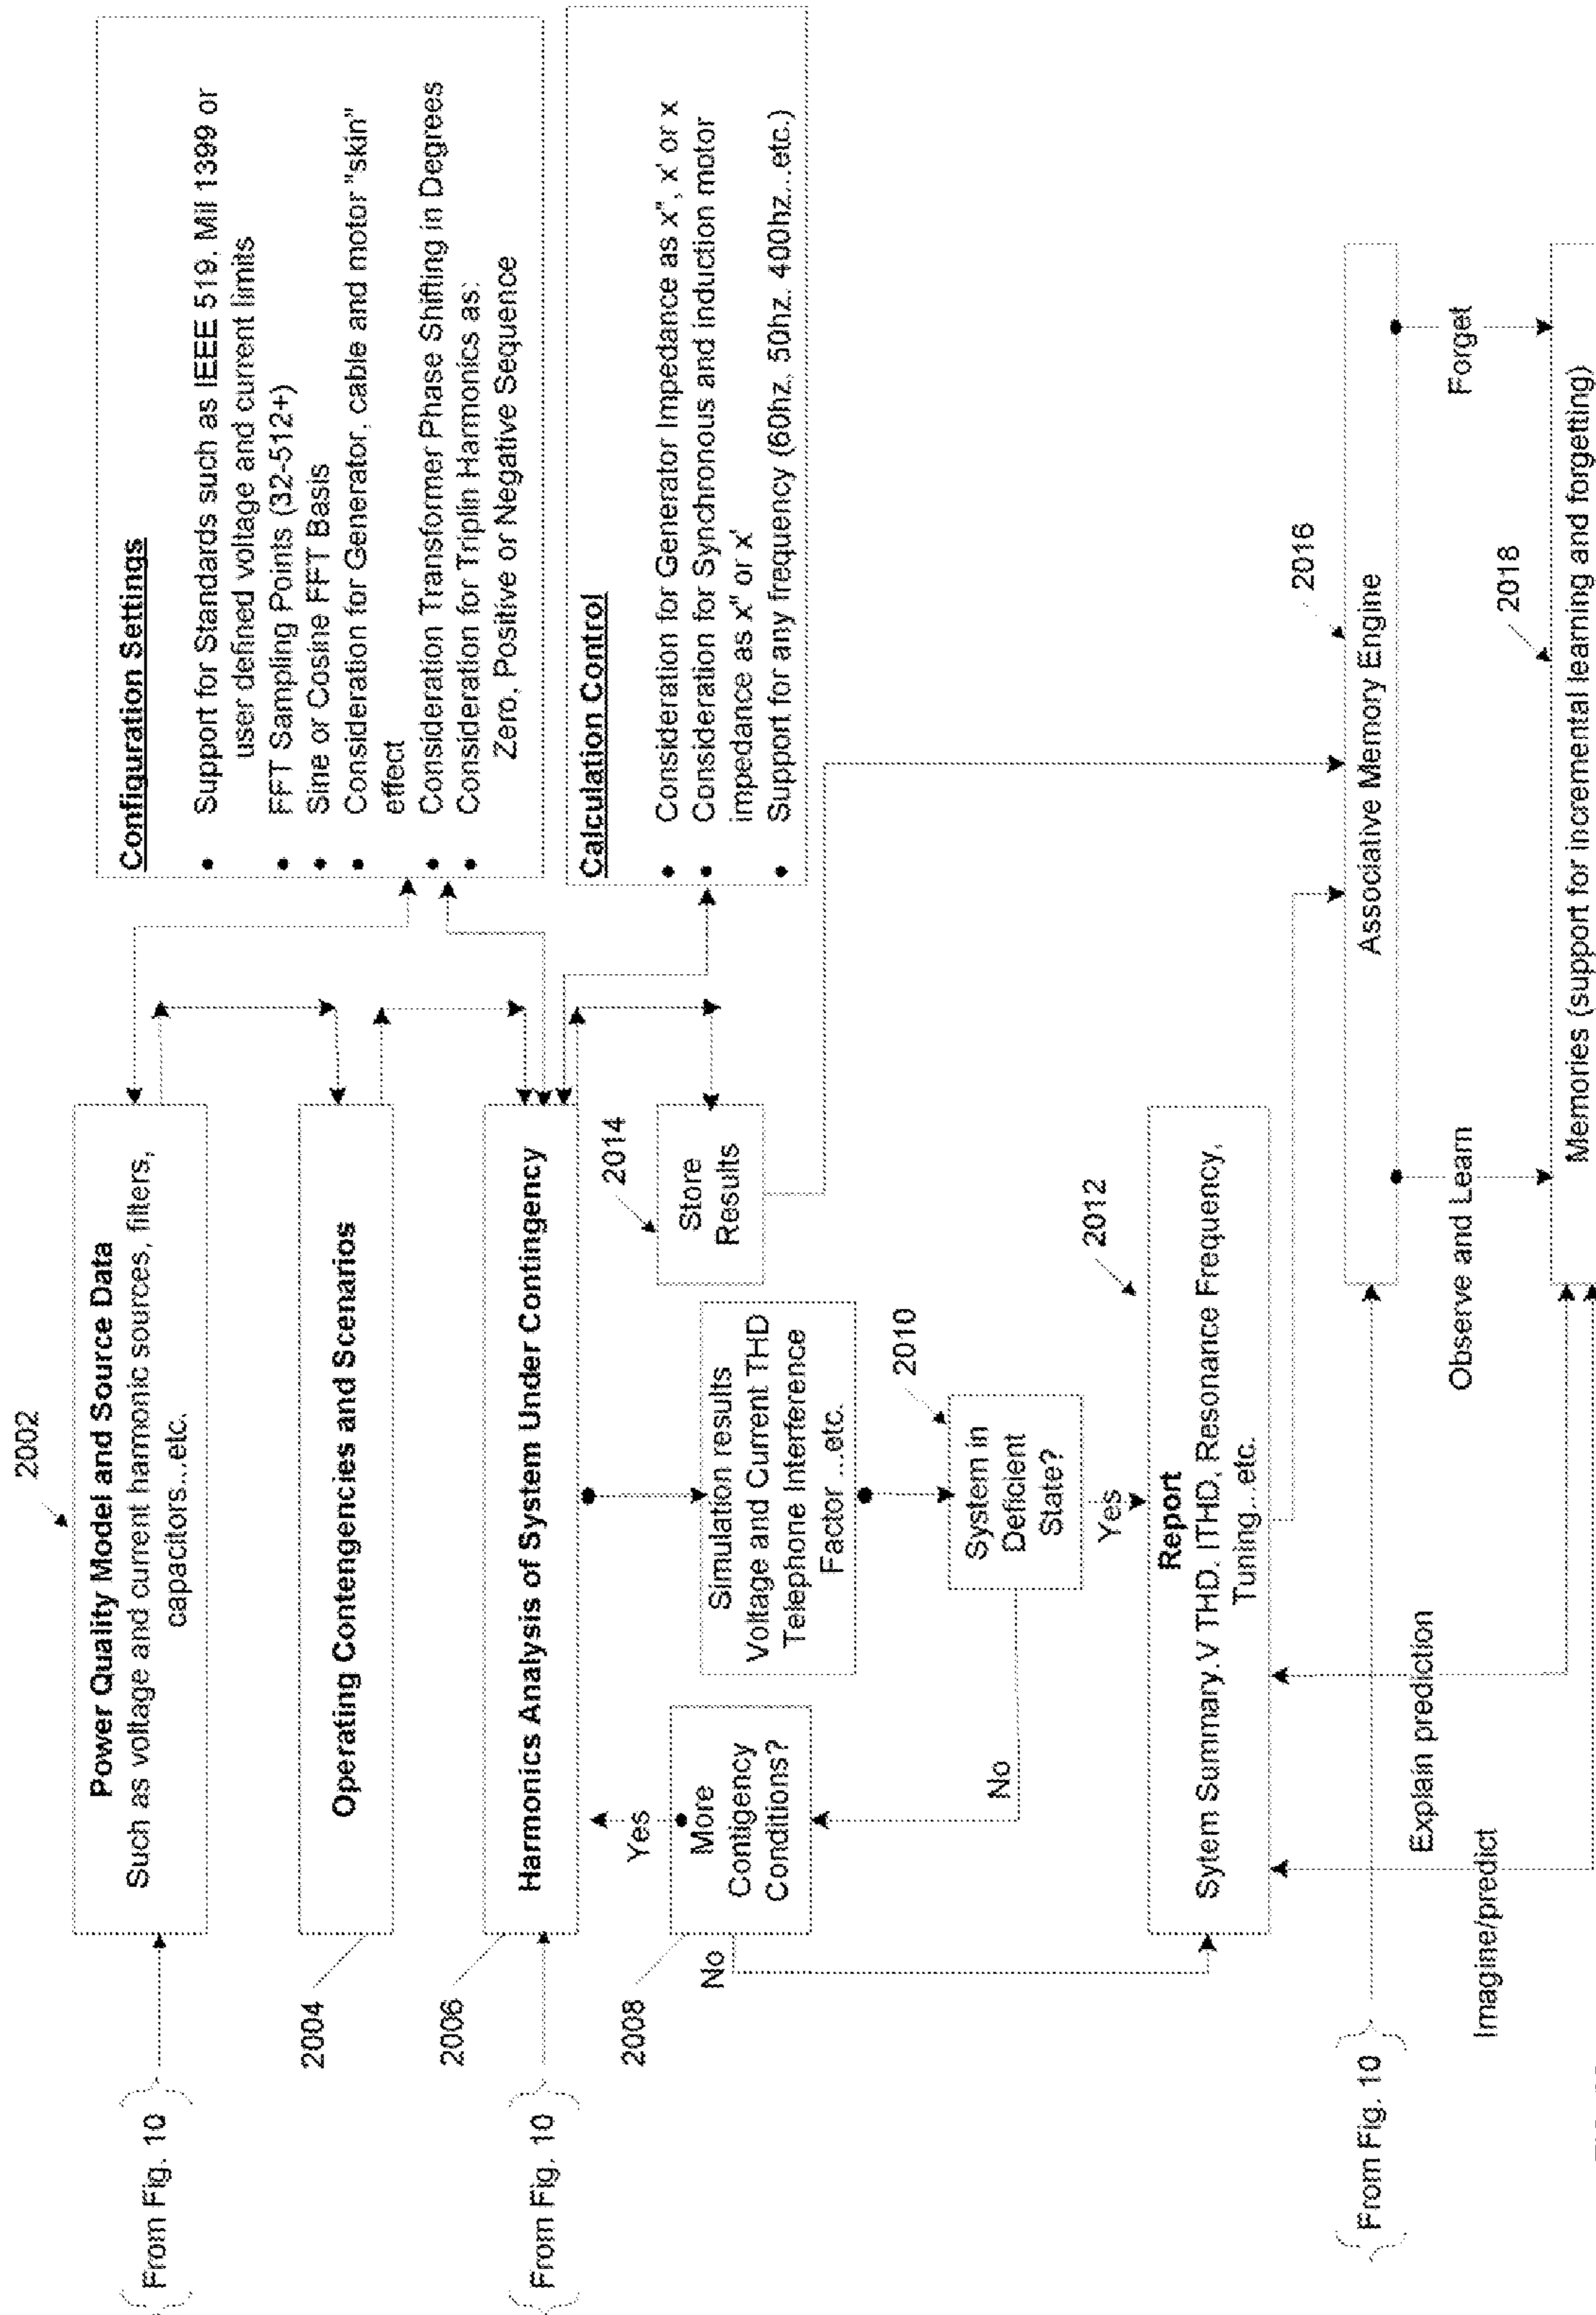 2002
Power Quality Model and Source Data
Such as voltage and current harmonic sources, filters,
capacitors...etc.
From Fig. 10
Configuration Settings
• Support for Standards such as IEEE 519, Mil 1399 or
user defined voltage and current limits
• FFT Sampling Points (32-512+)
• Sine or Cosine FFT Basis
• Consideration for Generator, cable and motor "skin"
effect
• Consideration Transformer Phase Shifting in Degrees
• Consideration for Triplin Harmonics as:
Zero, Positive or Negative Sequence
2004
Operating Contengencies and Scenarios
2006
Harmonics Analysis of System Under Contingency
From Fig. 10
Calculation Control
• Consideration for Generator Impedance as x", x' or x
• Consideration for Synchronous and induction motor
impedance as x" or x'
• Support for any frequency (60hz, 50hz, 400hz...etc.)
2014
Store
Results
Simulation results
Voltage and Current THD
Telephone Interference
Factor ...etc.
Yes
2008
More
Contigency
Conditions?
No
2010
System in
Deficient
State?
No
Yes
2012
Report
Sytem Summary.V THD. ITHD, Resonance Frequency,
Tuning...etc.
2016
Associative Memory Engine
From Fig. 10
Explain prediction
Imagine/predict
Observe and Learn
Forget
2018
Memories (support for incremental learning and forgetting)